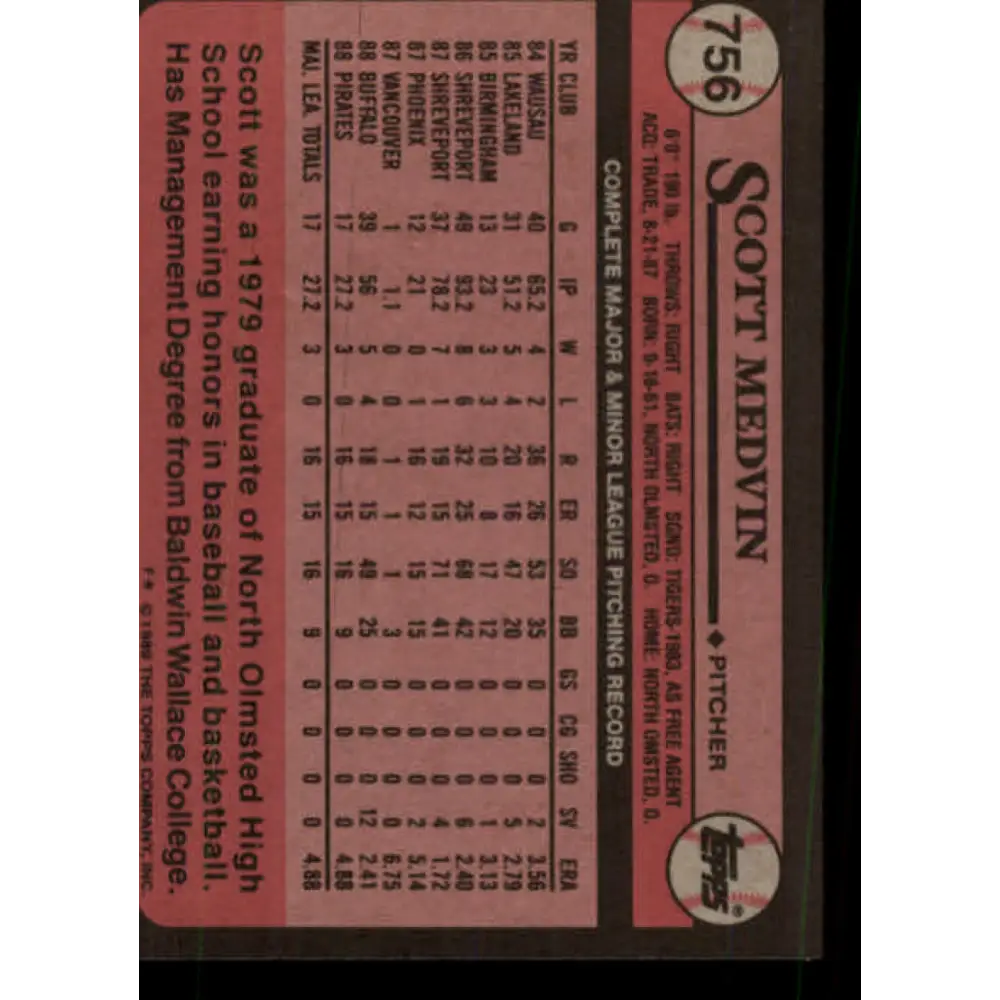 756
SCOTT MEDVIN ◆ PITCHER
Topps®
6'0" 190 lb. THROWS: RIGHT BATS: RIGHT SGND: TIGERS-1983, AS FREE AGENT
ACQ: TRADE, 8-21-87 BORN: 9-16-61, NORTH OLMSTED, O. HOME: NORTH OMSTED, O.
COMPLETE MAJOR & MINOR LEAGUE PITCHING RECORD
YR CLUB G IP W L R ER SO BB GS CG SHO SV ERA
84 WAUSAU 40 65.2 4 2 36 26 53 35 0 0 0 2 3.56
85 LAKELAND 31 51.2 5 4 20 16 47 20 0 0 0 5 2.79
85 BIRMINGHAM 13 23 3 3 10 8 17 12 0 0 0 1 3.13
86 SHREVEPORT 49 93.2 8 6 32 25 68 42 0 0 0 6 2.40
87 SHREVEPORT 37 78.2 7 1 19 15 71 41 0 0 0 4 1.72
87 PHOENIX 12 21 0 1 16 12 15 15 0 0 0 2 5.14
87 VANCOUVER 1 1.1 0 0 1 1 1 3 0 0 0 0 6.75
88 BUFFALO 39 56 5 4 18 15 49 25 0 0 0 12 2.41
88 PIRATES 17 27.2 3 0 16 15 16 9 0 0 0 0 4.88
MAJ. LEA. TOTALS 17 27.2 3 0 16 15 16 9 0 0 0 0 4.88
Scott was a 1979 graduate of North Olmsted High
School earning honors in baseball and basketball.
Has Management Degree from Baldwin Wallace College.
F* © 1989 THE TOPPS COMPANY, INC.